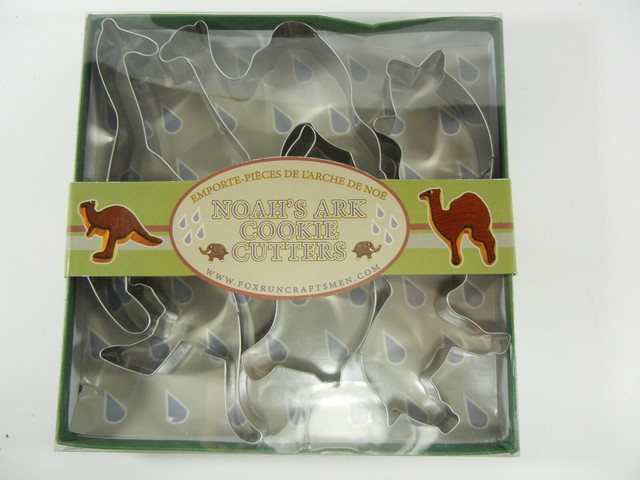 EMPORTE-PIÈCES DE L'ARCHE DE NOÉ
NOAH'S ARK
COOKIE
CUTTERS
WWW.FOXRUNCRAFTSMEN.COM